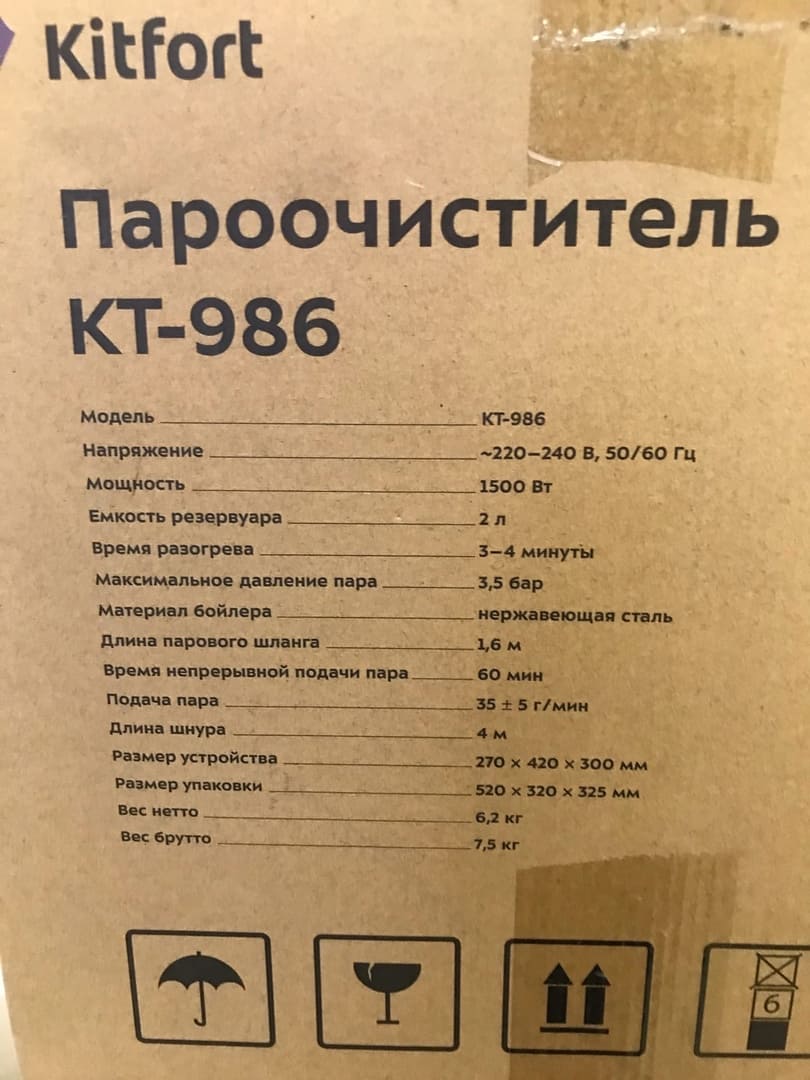 Kitfort
Пароочиститель
КТ-986
Модель КТ-986
Напряжение ~220–240 В, 50/60 Гц
Мощность 1500 Вт
Емкость резервуара 2 л
Время разогрева 3–4 минуты
Максимальное давление пара 3,5 бар
Материал бойлера нержавеющая сталь
Длина парового шланга 1,6 м
Время непрерывной подачи пара 60 мин
Подача пара 35 ± 5 г/мин
Длина шнура 4 м
Размер устройства 270 × 420 × 300 мм
Размер упаковки 520 × 320 × 325 мм
Вес нетто 6,2 кг
Вес брутто 7,5 кг
6